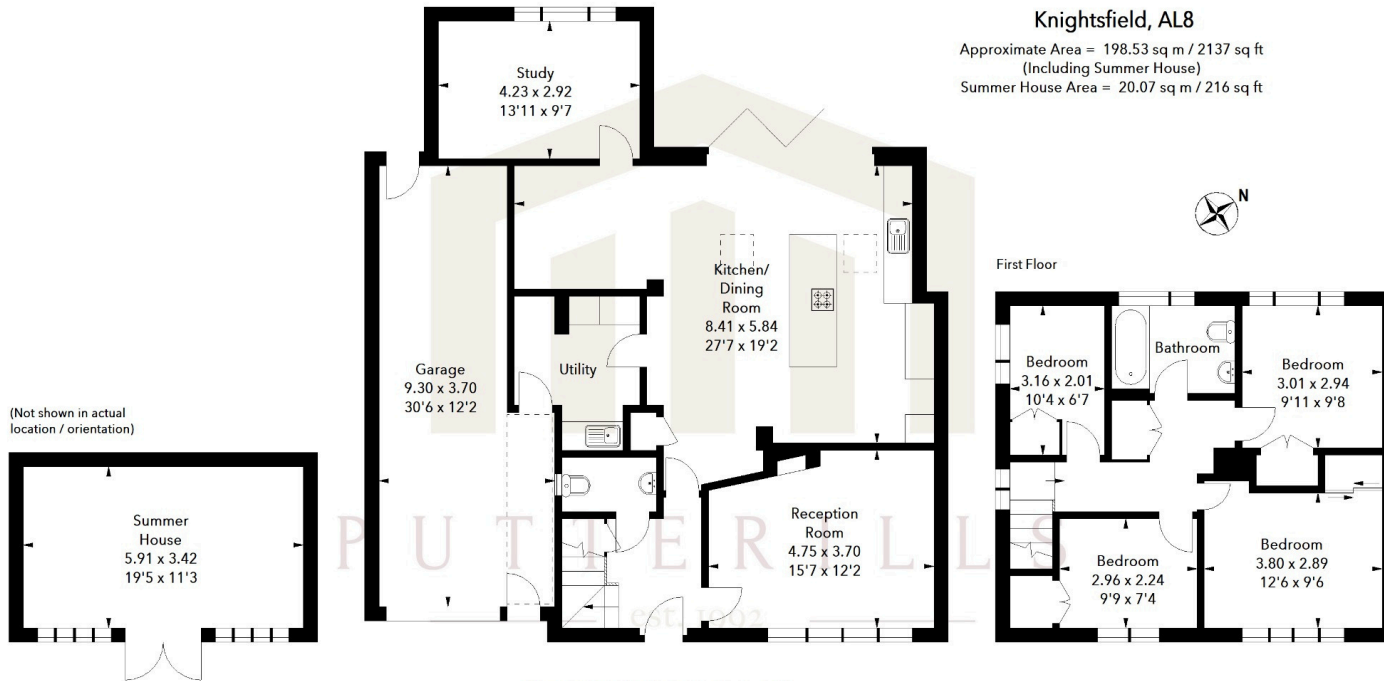 Knightsfield, AL8
Approximate Area = 198.53 sq m / 2137 sq ft
(Including Summer House)
Summer House Area = 20.07 sq m / 216 sq ft
Study
4.23 x 2.92
13'11 x 9'7
N
Kitchen/
Dining
Room
8.41 x 5.84
27'7 x 19'2
Utility
Garage
9.30 x 3.70
30'6 x 12'2
Reception
Room
4.75 x 3.70
15'7 x 12'2
(Not shown in actual
location / orientation)
Summer
House
5.91 x 3.42
19'5 x 11'3
First Floor
Bedroom
3.16 x 2.01
10'4 x 6'7
Bathroom
Bedroom
3.01 x 2.94
9'11 x 9'8
Bedroom
2.96 x 2.24
9'9 x 7'4
Bedroom
3.80 x 2.89
12'6 x 9'6
PUTTERILLS
est. 1992